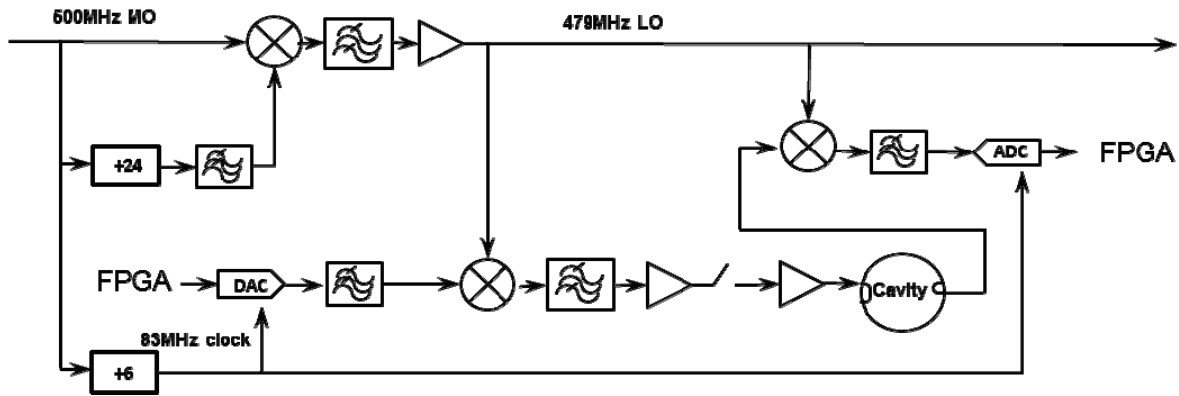 500MHz MO
479MHz LO
+24
ADC
FPGA
FPGA
DAC
Cavity
83MHz clock
+6